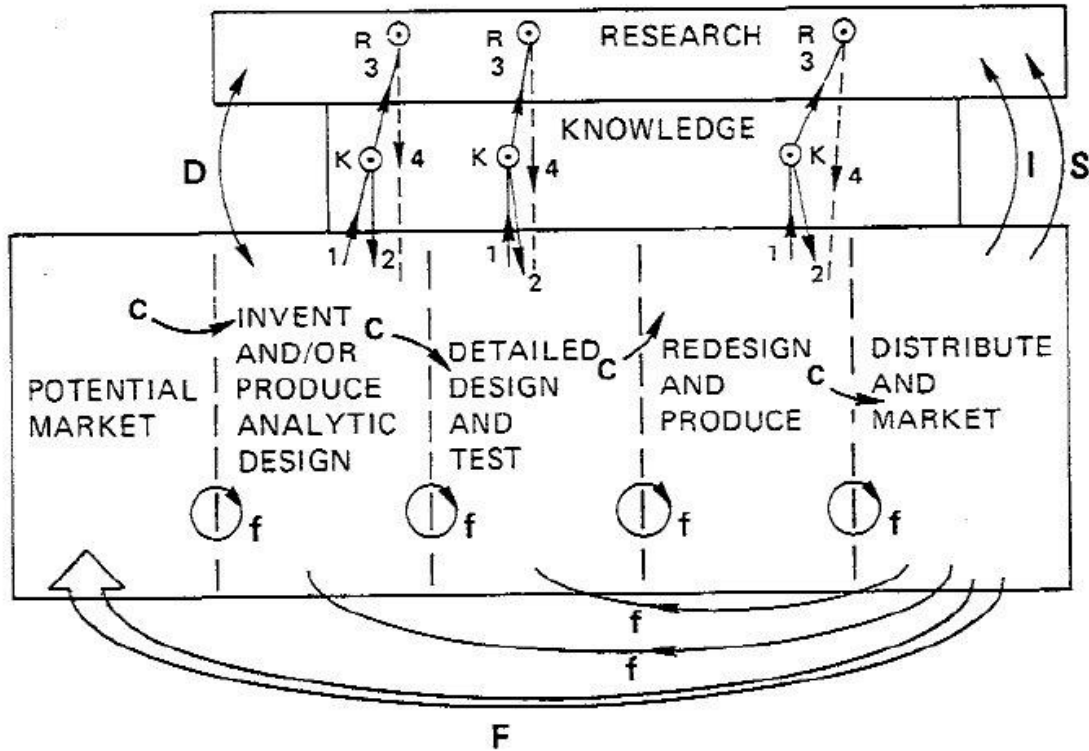 R
3
R
3
RESEARCH
R
3
KNOWLEDGE
D
K
4
K
4
K
4
I
S
1
2
1
2
1
2
C
INVENT
AND/OR
PRODUCE
ANALYTIC
DESIGN
POTENTIAL
MARKET
C
DETAILED
DESIGN
AND
TEST
C
REDESIGN
AND
PRODUCE
C
DISTRIBUTE
AND
MARKET
f
f
f
f
f
f
F